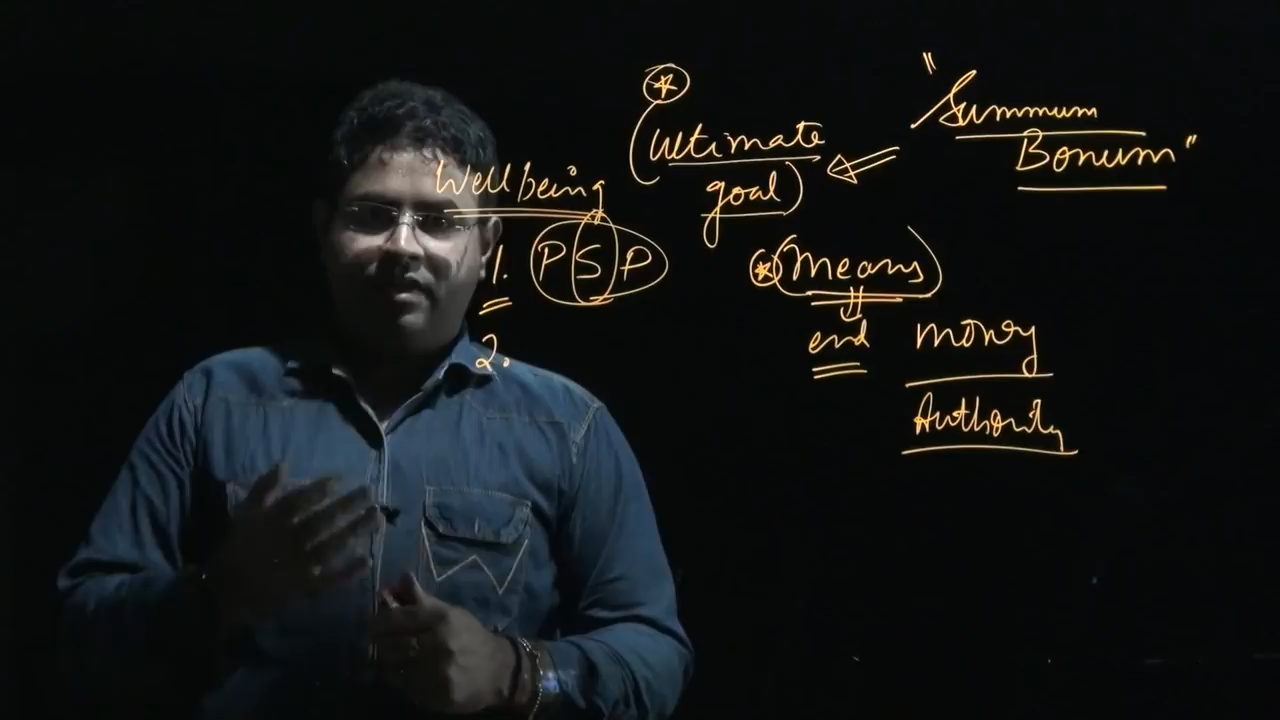 "Summum
Bonum"
(ultimate
goal)
Wellbeing
1. PSP
2.
(Means)
end
money
Authority